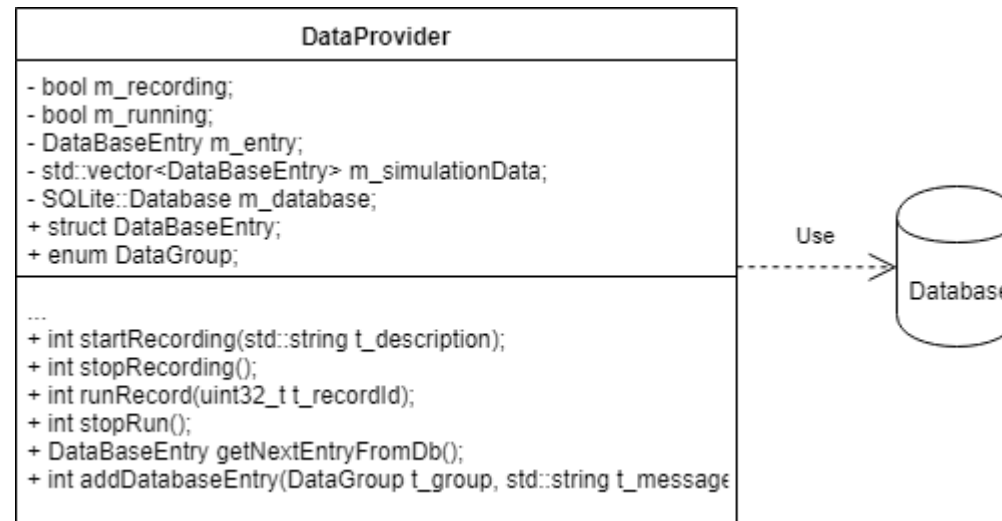 DataProvider
- bool m_recording;
- bool m_running;
- DataBaseEntry m_entry;
- std::vector<DataBaseEntry> m_simulationData;
- SQLite::Database m_database;
+ struct DataBaseEntry;
+ enum DataGroup;
...
+ int startRecording(std::string t_description);
+ int stopRecording();
+ int runRecord(uint32_t t_recordId);
+ int stopRun();
+ DataBaseEntry getNextEntryFromDb();
+ int addDatabaseEntry(DataGroup t_group, std::string t_message
Use
Database